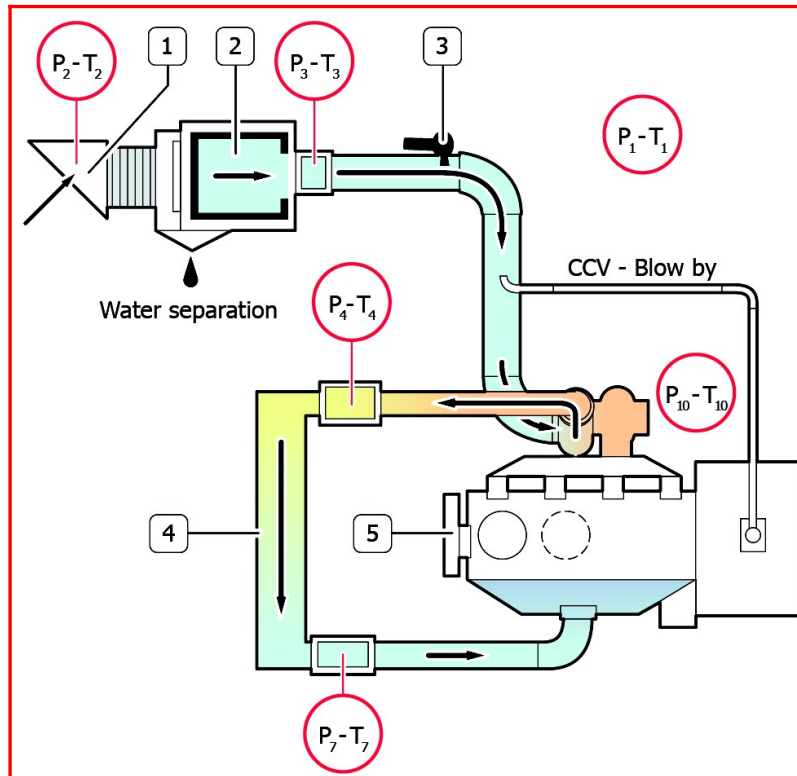 1
2
3
P2-T2
P3-T3
P1-T1
CCV - Blow by
Water separation
P4-T4
P10-T10
4
5
P7-T7